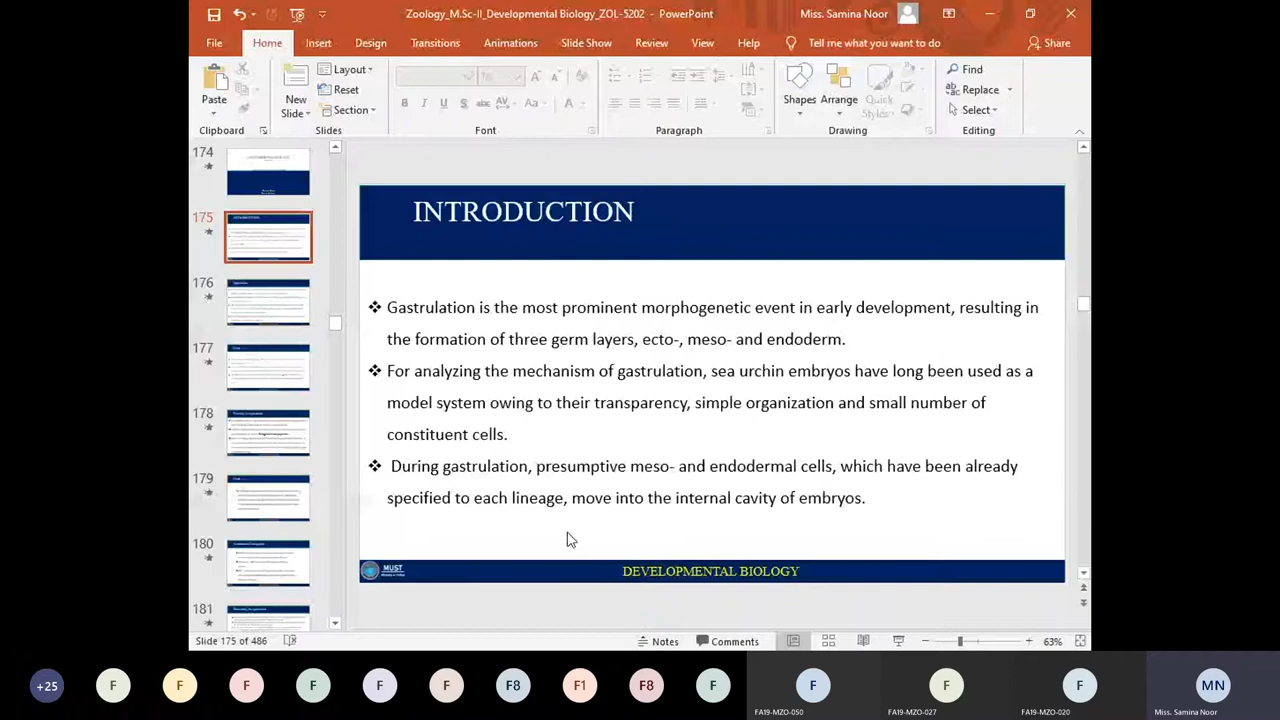 Zoology_M.Sc-II_Developmental Biology_ZOL-5202 - PowerPoint
Miss. Samina Noor
File Home Insert Design Transitions Animations Slide Show Review View Help Tell me what you want to do Share
Paste
Clipboard
New Slide
Layout
Reset
Section
Slides
B I U S abc AV Aa A
Font
Paragraph
Shapes Arrange Quick Styles
Drawing
Find
Replace
Select
Editing
174
175
176
177
178
179
180
181
INTRODUCTION
Gastrulation is the most prominent morphogenetic event in early development, resulting in
the formation of three germ layers, ecto-, meso- and endoderm.
For analyzing the mechanism of gastrulation, sea urchin embryos have long been used as a
model system owing to their transparency, simple organization and small number of
constituent cells.
During gastrulation, presumptive meso- and endodermal cells, which have been already
specified to each lineage, move into the internal cavity of embryos.
MUST
DEVELOPMENTAL BIOLOGY
Slide 175 of 486 Notes Comments 63%
+25 F F F F F F F8 F1 F8 F F F F MN
FA19-MZO-050 FA19-MZO-027 FA19-MZO-020 Miss. Samina Noor